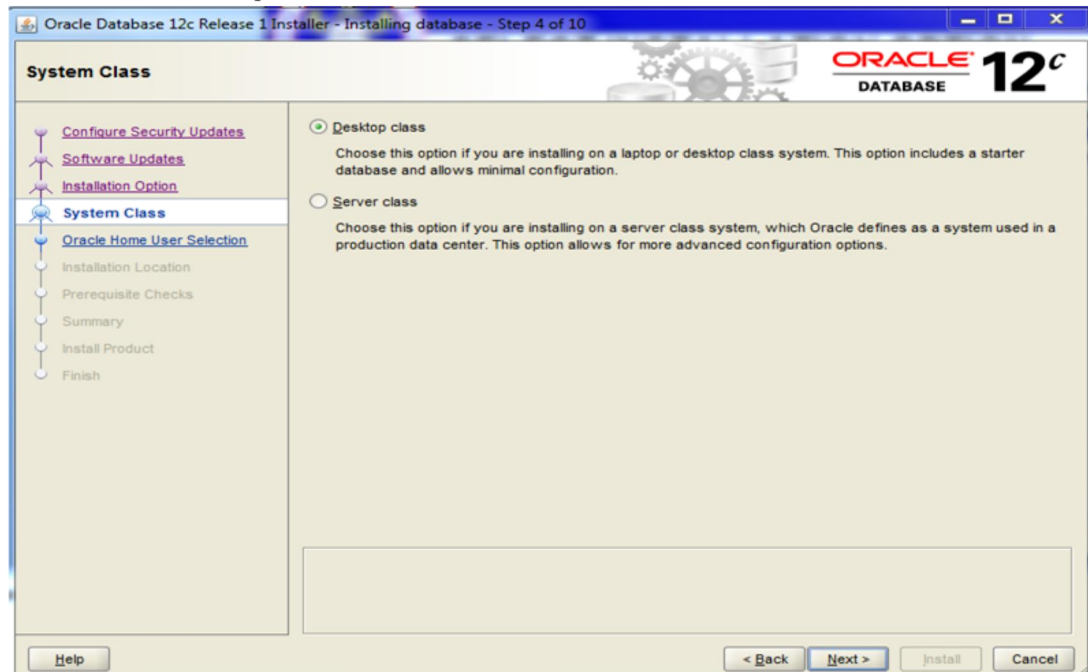 Oracle Database 12c Release 1 Installer - Installing database - Step 4 of 10
System Class
ORACLE DATABASE 12c
Configure Security Updates
Software Updates
Installation Option
System Class
Oracle Home User Selection
Installation Location
Prerequisite Checks
Summary
Install Product
Finish
Desktop class
Choose this option if you are installing on a laptop or desktop class system. This option includes a starter
database and allows minimal configuration.
Server class
Choose this option if you are installing on a server class system, which Oracle defines as a system used in a
production data center. This option allows for more advanced configuration options.
Help
< Back
Next >
Install
Cancel